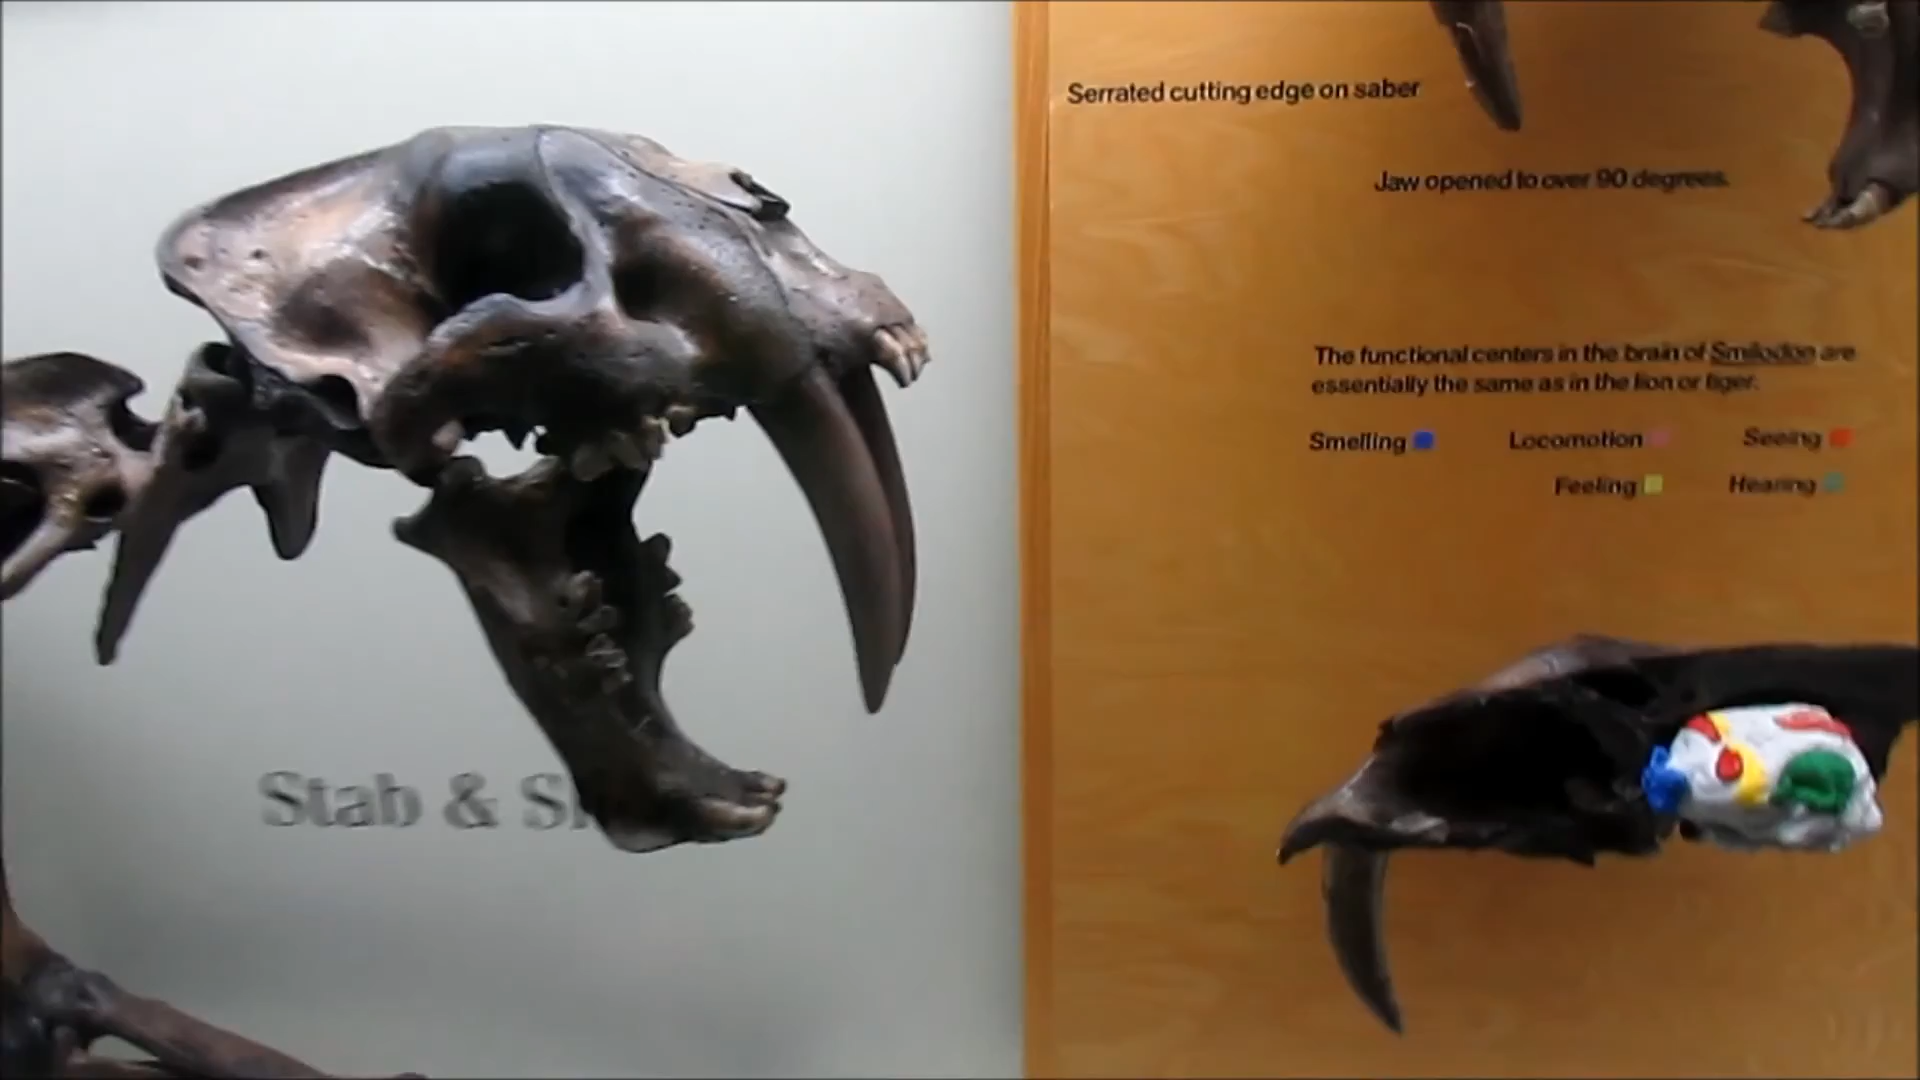 Serrated cutting edge on saber
Jaw opened to over 90 degrees.
The functional centers in the brain of Smilodon are
essentially the same as in the lion or tiger.
Smelling Locomotion Seeing
Feeling Hearing
Stab &